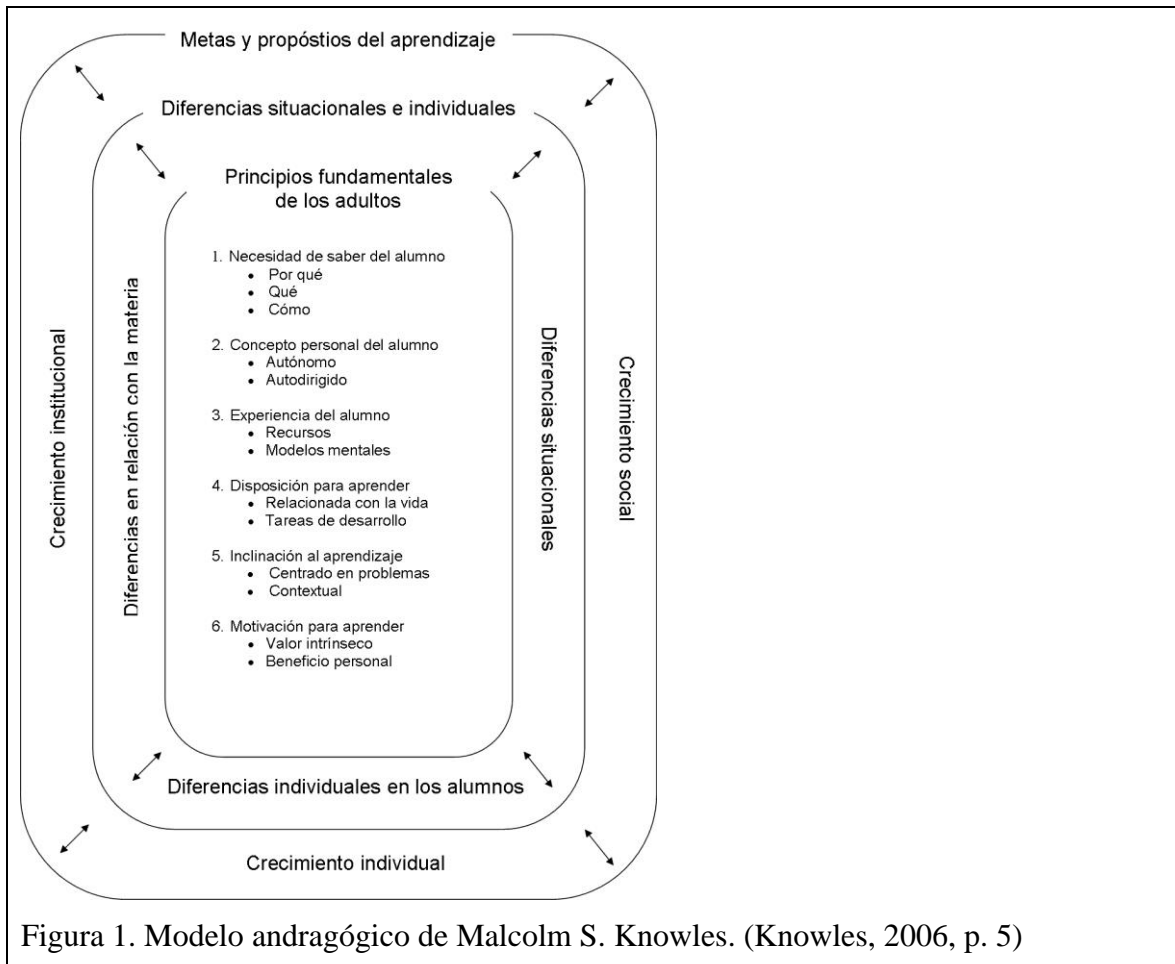 Metas y propóstios del aprendizaje
Diferencias situacionales e individuales
Principios fundamentales
de los adultos
1. Necesidad de saber del alumno
• Por qué
• Qué
• Cómo
2. Concepto personal del alumno
• Autónomo
• Autodirigido
3. Experiencia del alumno
• Recursos
• Modelos mentales
4. Disposición para aprender
• Relacionada con la vida
• Tareas de desarrollo
5. Inclinación al aprendizaje
• Centrado en problemas
• Contextual
6. Motivación para aprender
• Valor intrínseco
• Beneficio personal
Crecimiento institucional
Diferencias en relación con la materia
Diferencias situacionales
Crecimiento social
Diferencias individuales en los alumnos
Crecimiento individual
Figura 1. Modelo andragógico de Malcolm S. Knowles. (Knowles, 2006, p. 5)